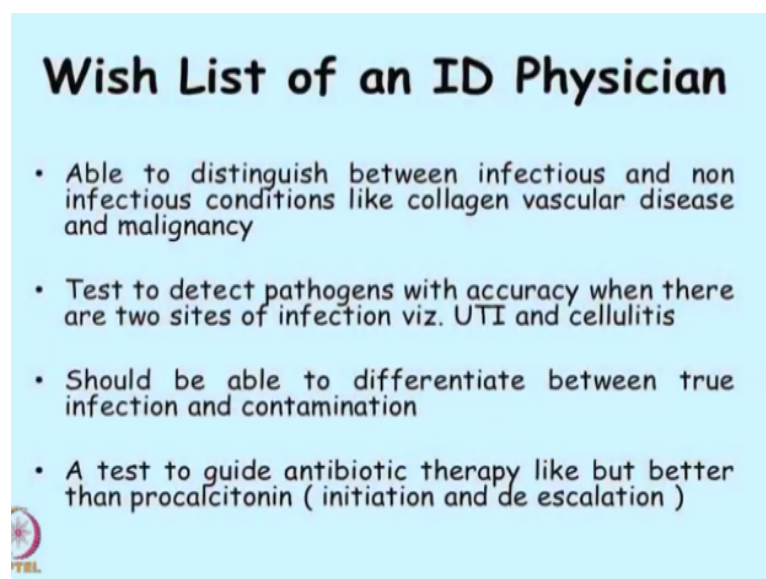 Wish List of an ID Physician
• Able to distinguish between infectious and non
infectious conditions like collagen vascular disease
and malignancy
• Test to detect pathogens with accuracy when there
are two sites of infection viz. UTI and cellulitis
• Should be able to differentiate between true
infection and contamination
• A test to guide antibiotic therapy like but better
than procalcitonin ( initiation and de escalation )
PTEL